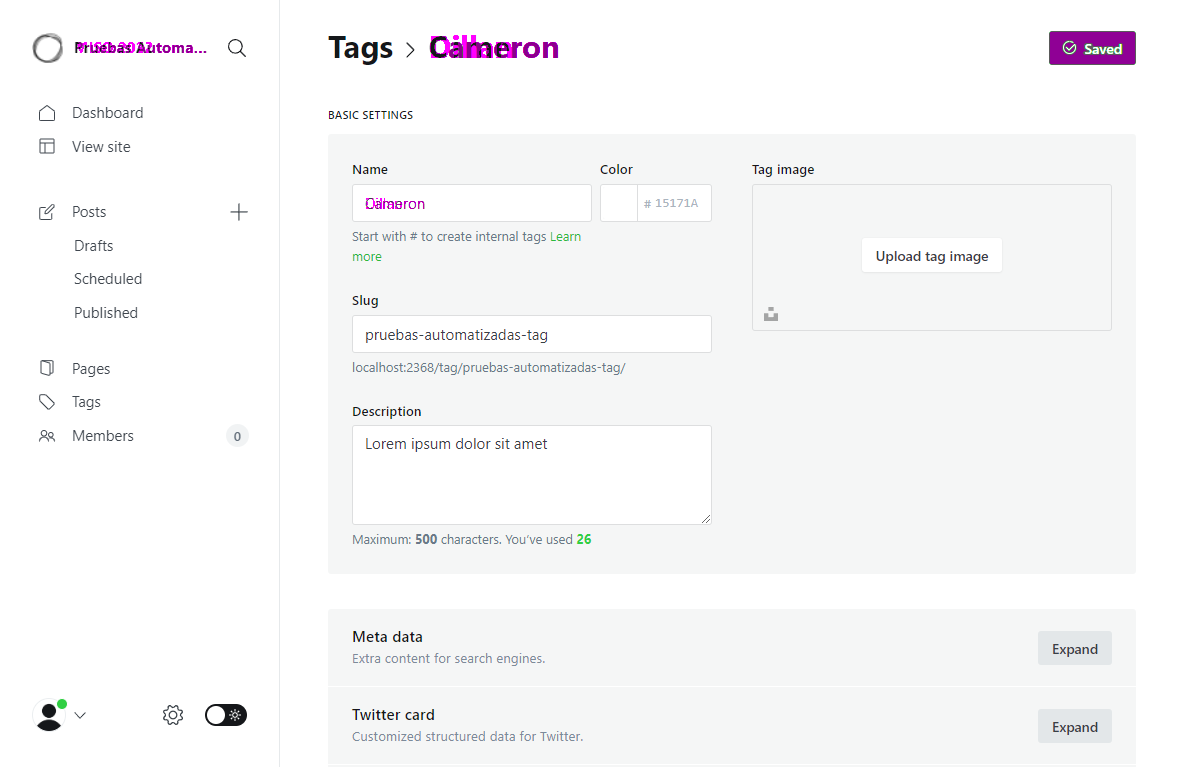 Pruebas Automa...
Tags > Cameron
Saved
Dashboard
View site
BASIC SETTINGS
Name
Color
Tag image
Cameron
# 15171A
Start with # to create internal tags Learn
more
Upload tag image
Posts
Drafts
Scheduled
Published
Slug
pruebas-automatizadas-tag
localhost:2368/tag/pruebas-automatizadas-tag/
Pages
Tags
Members
0
Description
Lorem ipsum dolor sit amet
Maximum: 500 characters. You’ve used 26
Meta data
Extra content for search engines.
Expand
Twitter card
Customized structured data for Twitter.
Expand